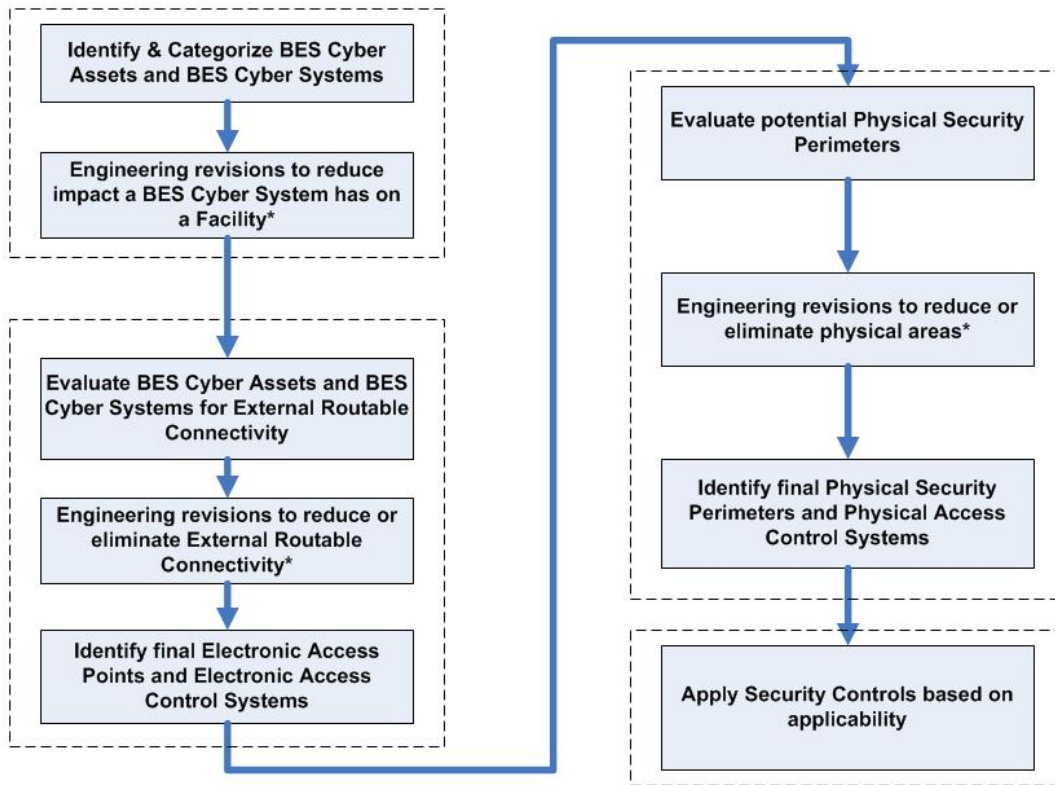 Identify & Categorize BES Cyber
Assets and BES Cyber Systems
Engineering revisions to reduce
impact a BES Cyber System has on
a Facility*
Evaluate BES Cyber Assets and BES
Cyber Systems for External Routable
Connectivity
Engineering revisions to reduce or
eliminate External Routable
Connectivity*
Identify final Electronic Access
Points and Electronic Access
Control Systems
Evaluate potential Physical Security
Perimeters
Engineering revisions to reduce or
eliminate physical areas*
Identify final Physical Security
Perimeters and Physical Access
Control Systems
Apply Security Controls based on
applicability